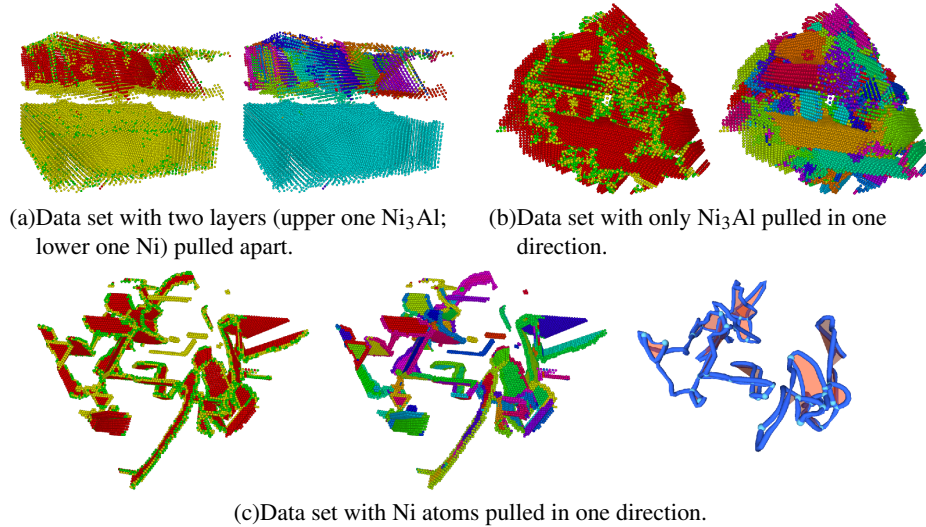 (a)Data set with two layers (upper one Ni₃Al;
lower one Ni) pulled apart.
(b)Data set with only Ni₃Al pulled in one
direction.
(c)Data set with Ni atoms pulled in one direction.